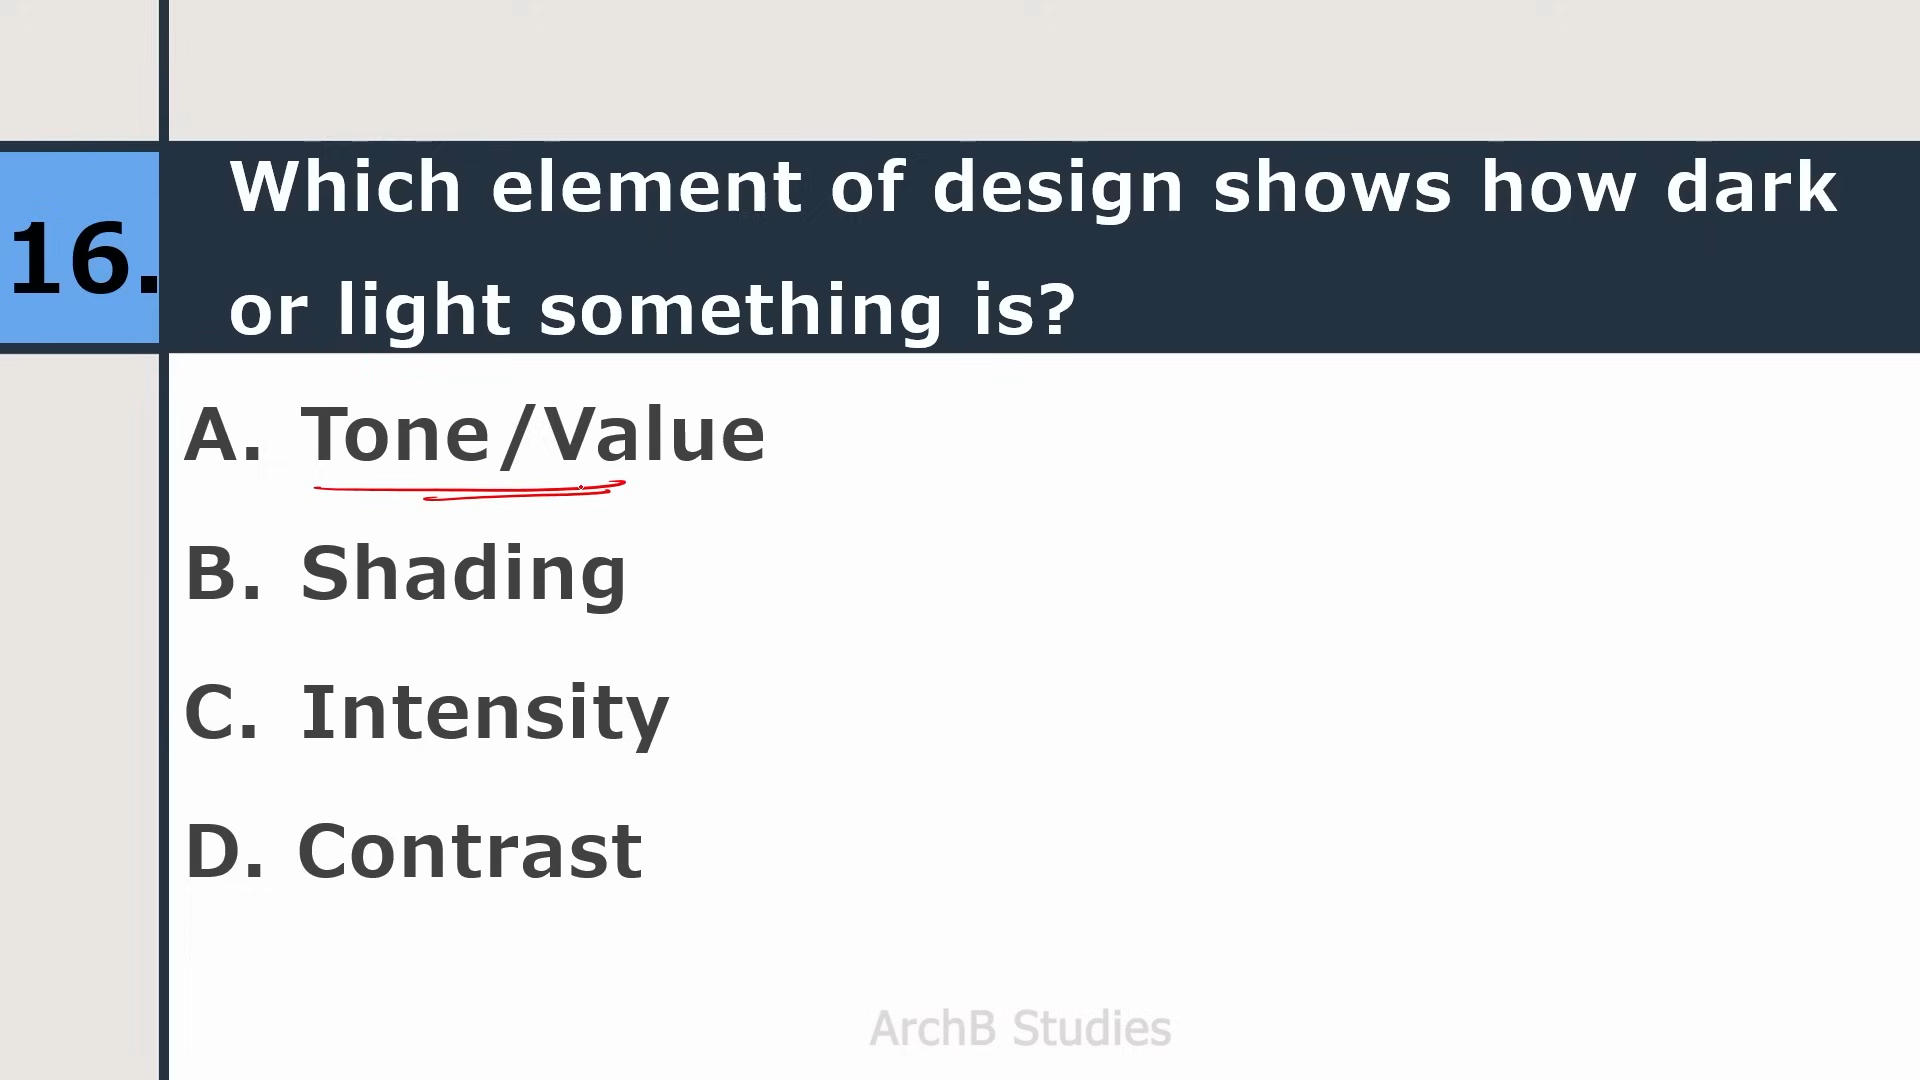 16.
Which element of design shows how dark
or light something is?
A. Tone/Value
B. Shading
C. Intensity
D. Contrast
ArchB Studies